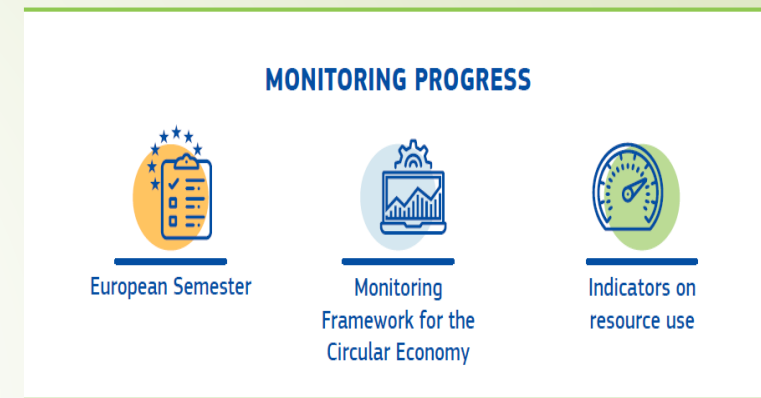 MONITORING PROGRESS
European Semester
Monitoring
Framework for the
Circular Economy
Indicators on
resource use